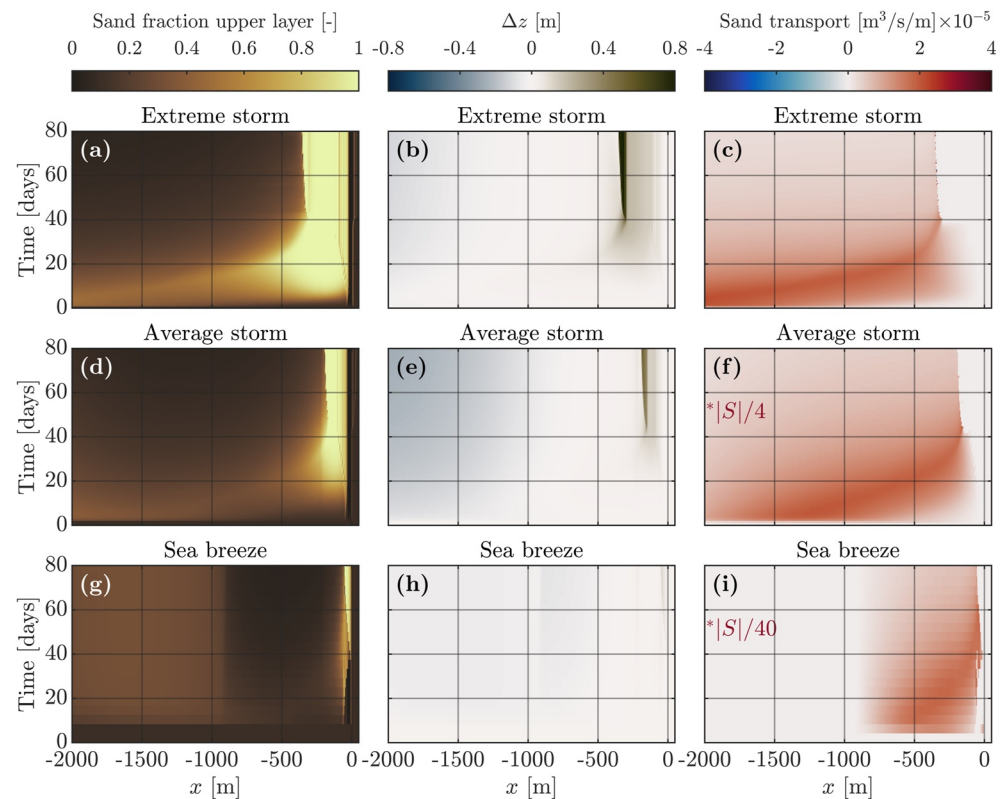 Sand fraction upper layer [-]
Δz [m]
Sand transport [m³/s/m]×10⁻⁵
0 0.2 0.4 0.6 0.8 1
-0.8 -0.4 0 0.4 0.8
-4 -2 0 2 4
Extreme storm
Extreme storm
Extreme storm
(a)
(b)
(c)
Time [days]
80
60
40
20
0
Average storm
Average storm
Average storm
(d)
(e)
(f)
*|S|/4
Time [days]
80
60
40
20
0
Sea breeze
Sea breeze
Sea breeze
(g)
(h)
(i)
*|S|/40
Time [days]
80
60
40
20
0
-2000 -1500 -1000 -500 0
-2000 -1500 -1000 -500 0
-2000 -1500 -1000 -500 0
x [m]
x [m]
x [m]